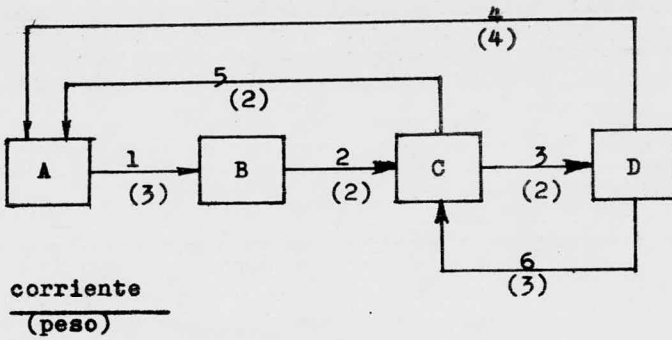 4
(4)
5
(2)
A 1 B 2 C 3 D
(3) (2) (2)
6
(3)
corriente
(peso)